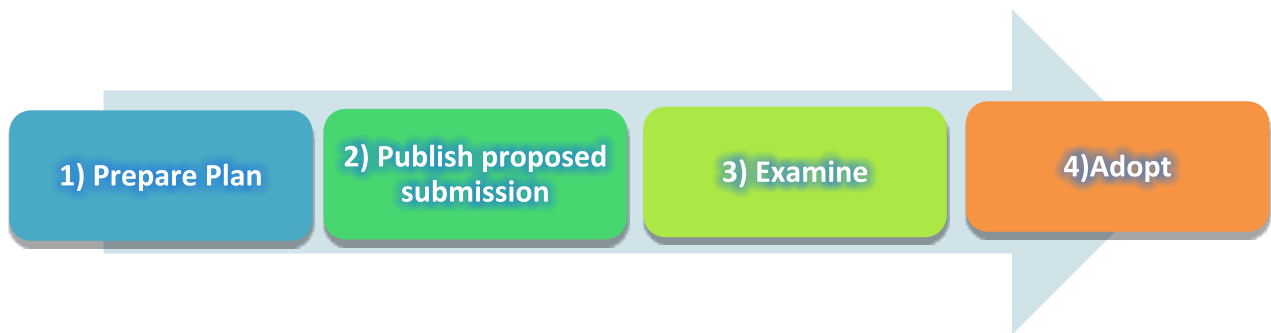 1) Prepare Plan
2) Publish proposed
submission
3) Examine
4)Adopt